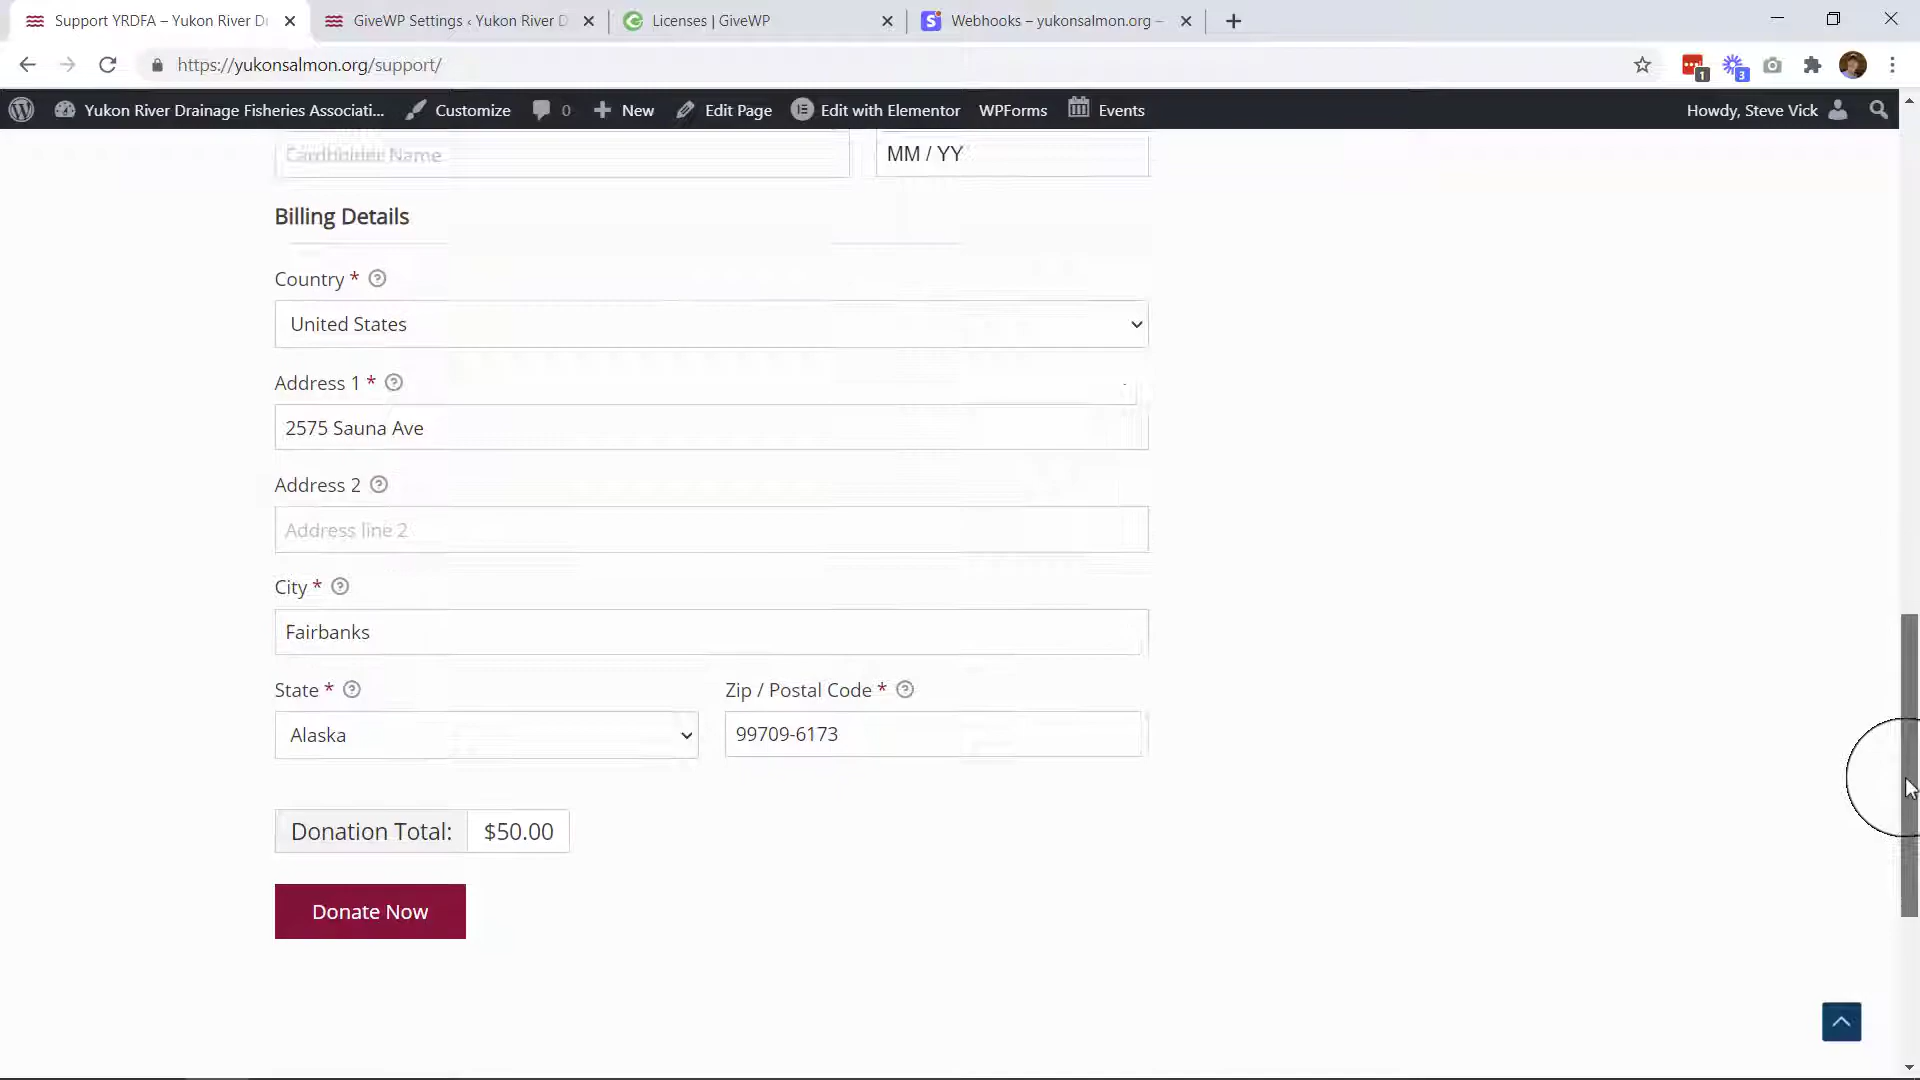 Support YRDFA – Yukon River Dr
GiveWP Settings ‹ Yukon River D
Licenses | GiveWP
S
Webhooks – yukonsalmon.org –
https://yukonsalmon.org/support/
1
3
Yukon River Drainage Fisheries Associati...
Customize
0
New
Edit Page
Edit with Elementor
WPForms
Events
Howdy, Steve Vick
Cardholder Name
MM / YY
Billing Details
Country *
United States
Address 1 *
2575 Sauna Ave
Address 2
Address line 2
City *
Fairbanks
State *
Zip / Postal Code *
Alaska
99709-6173
Donation Total:
$50.00
Donate Now